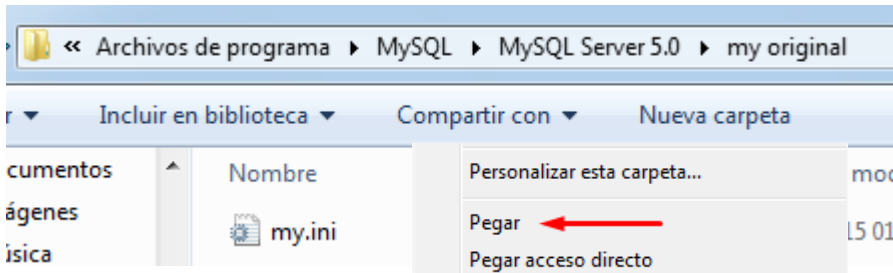 « Archivos de programa ▸ MySQL ▸ MySQL Server 5.0 ▸ my original
Incluir en biblioteca Compartir con Nueva carpeta
Nombre
Personalizar esta carpeta...
my.ini
Pegar
Pegar acceso directo